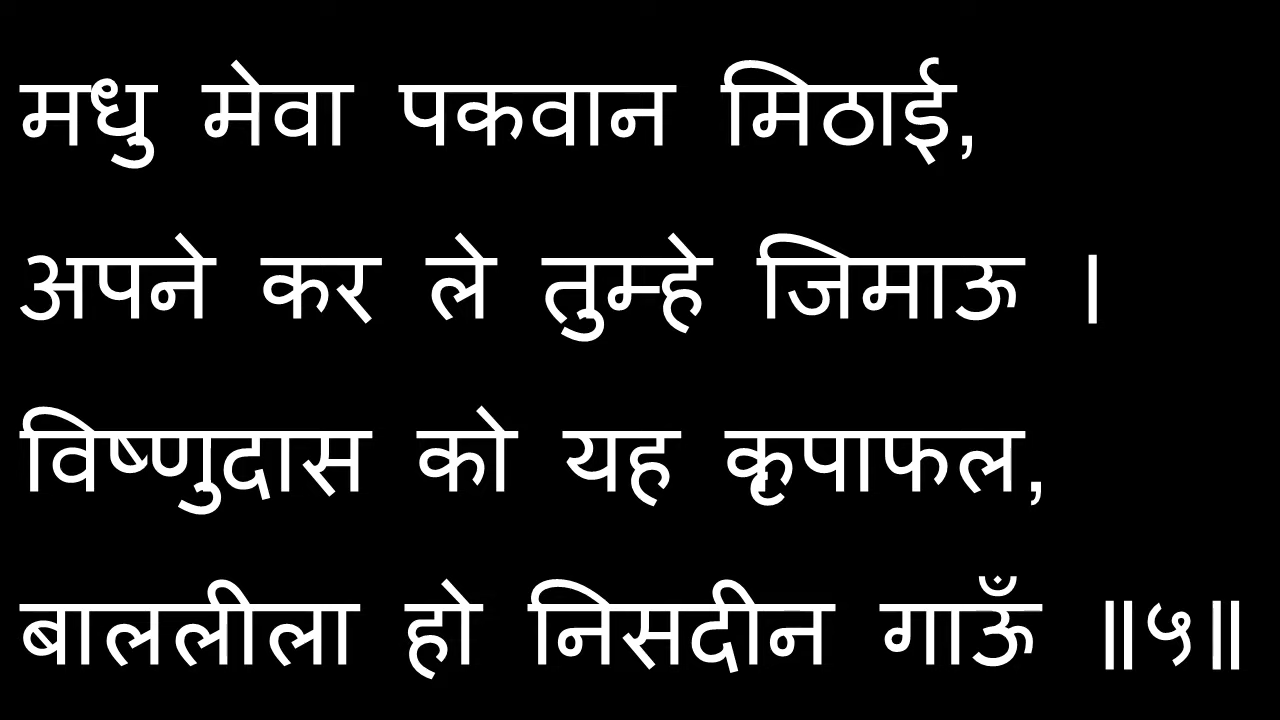 मधु मेवा पकवान मिठाई,
अपने कर ले तुम्हे जिमाऊ ।
विष्णुदास को यह कृपाफल,
बाललीला हो निसदीन गाऊँ ॥५॥